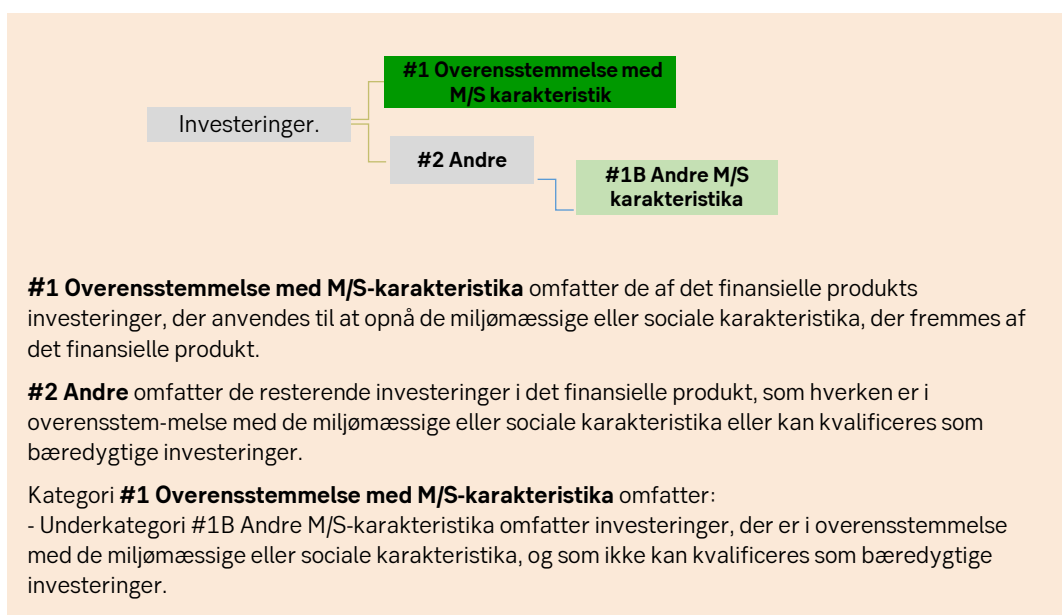 #1 Overensstemmelse med
M/S karakteristik
Investeringer.
#2 Andre
#1B Andre M/S
karakteristika
#1 Overensstemmelse med M/S-karakteristika omfatter de af det finansielle produkts
investeringer, der anvendes til at opnå de miljømæssige eller sociale karakteristika, der fremmes af
det finansielle produkt.
#2 Andre omfatter de resterende investeringer i det finansielle produkt, som hverken er i
overensstem-melse med de miljømæssige eller sociale karakteristika eller kan kvalificeres som
bæredygtige investeringer.
Kategori #1 Overensstemmelse med M/S-karakteristika omfatter:
- Underkategori #1B Andre M/S-karakteristika omfatter investeringer, der er i overensstemmelse
med de miljømæssige eller sociale karakteristika, og som ikke kan kvalificeres som bæredygtige
investeringer.